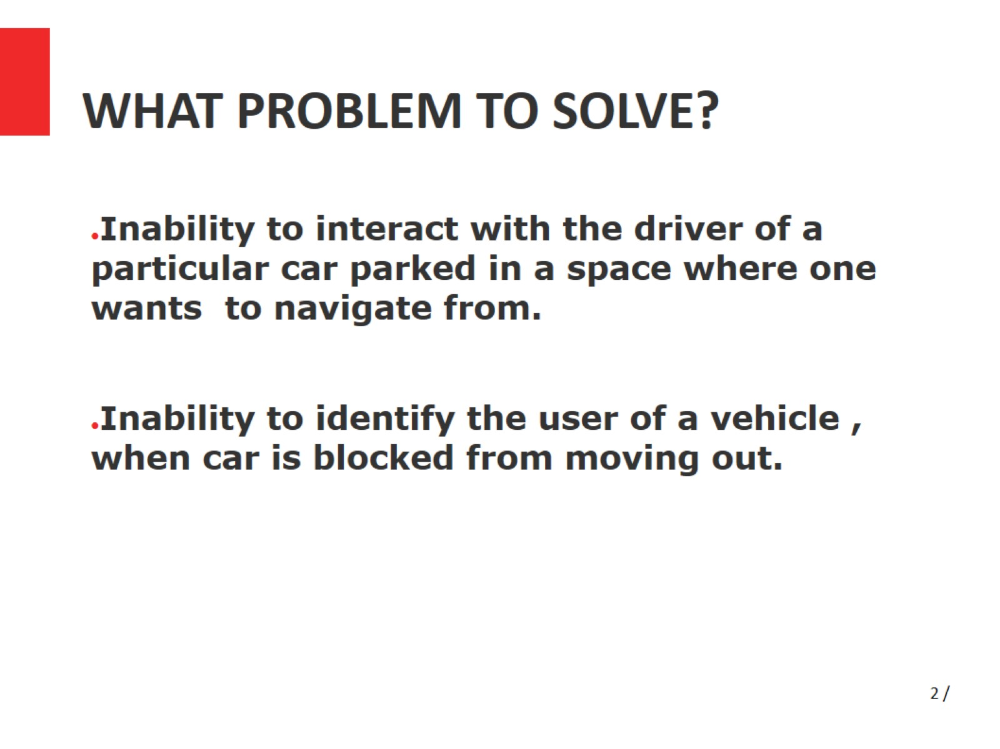 WHAT PROBLEM TO SOLVE?
•Inability to interact with the driver of a
particular car parked in a space where one
wants  to navigate from.
•Inability to identify the user of a vehicle ,
when car is blocked from moving out.
2 /